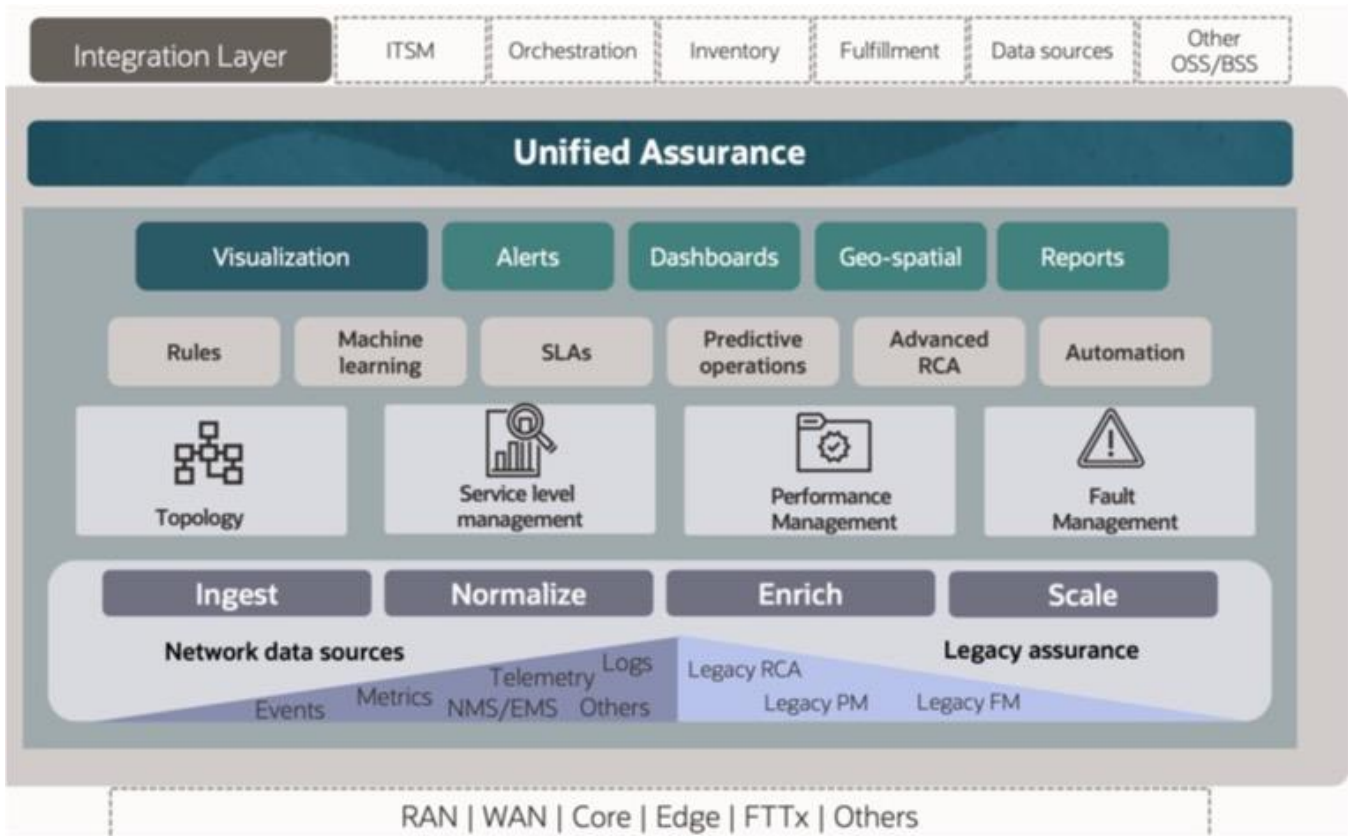 Integration Layer
ITSM
Orchestration
Inventory
Fulfillment
Data sources
Other
OSS/BSS
Unified Assurance
Visualization
Alerts
Dashboards
Geo-spatial
Reports
Rules
Machine
learning
SLAs
Predictive
operations
Advanced
RCA
Automation
Topology
Service level
management
Performance
Management
Fault
Management
Ingest
Normalize
Enrich
Scale
Network data sources
Legacy assurance
Events
Metrics
Telemetry
Logs
NMS/EMS
Others
Legacy RCA
Legacy PM
Legacy FM
RAN | WAN | Core | Edge | FTTx | Others